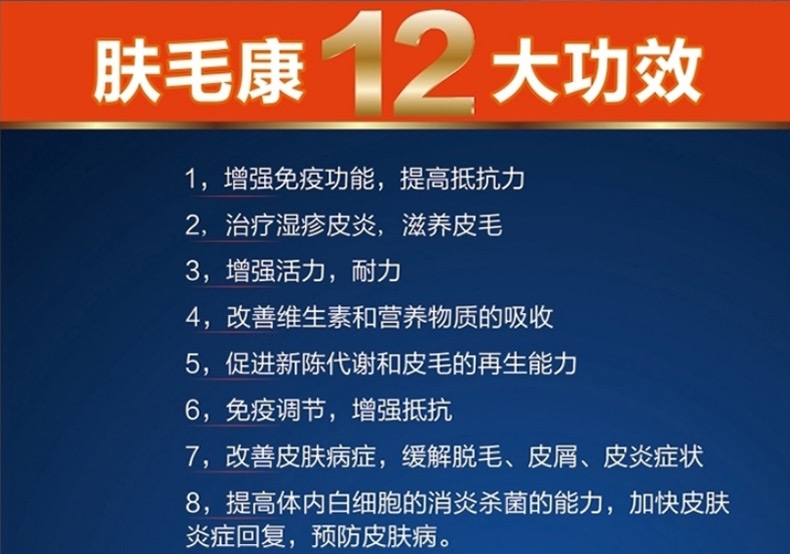 肤毛康12大功效
1，增强免疫功能，提高抵抗力
2，治疗湿疹皮炎，滋养皮毛
3，增强活力，耐力
4，改善维生素和营养物质的吸收
5，促进新陈代谢和皮毛的再生能力
6，免疫调节，增强抵抗
7，改善皮肤病症，缓解脱毛、皮屑、皮炎症状
8，提高体内白细胞的消炎杀菌的能力，加快皮肤
炎症回复，预防皮肤病。